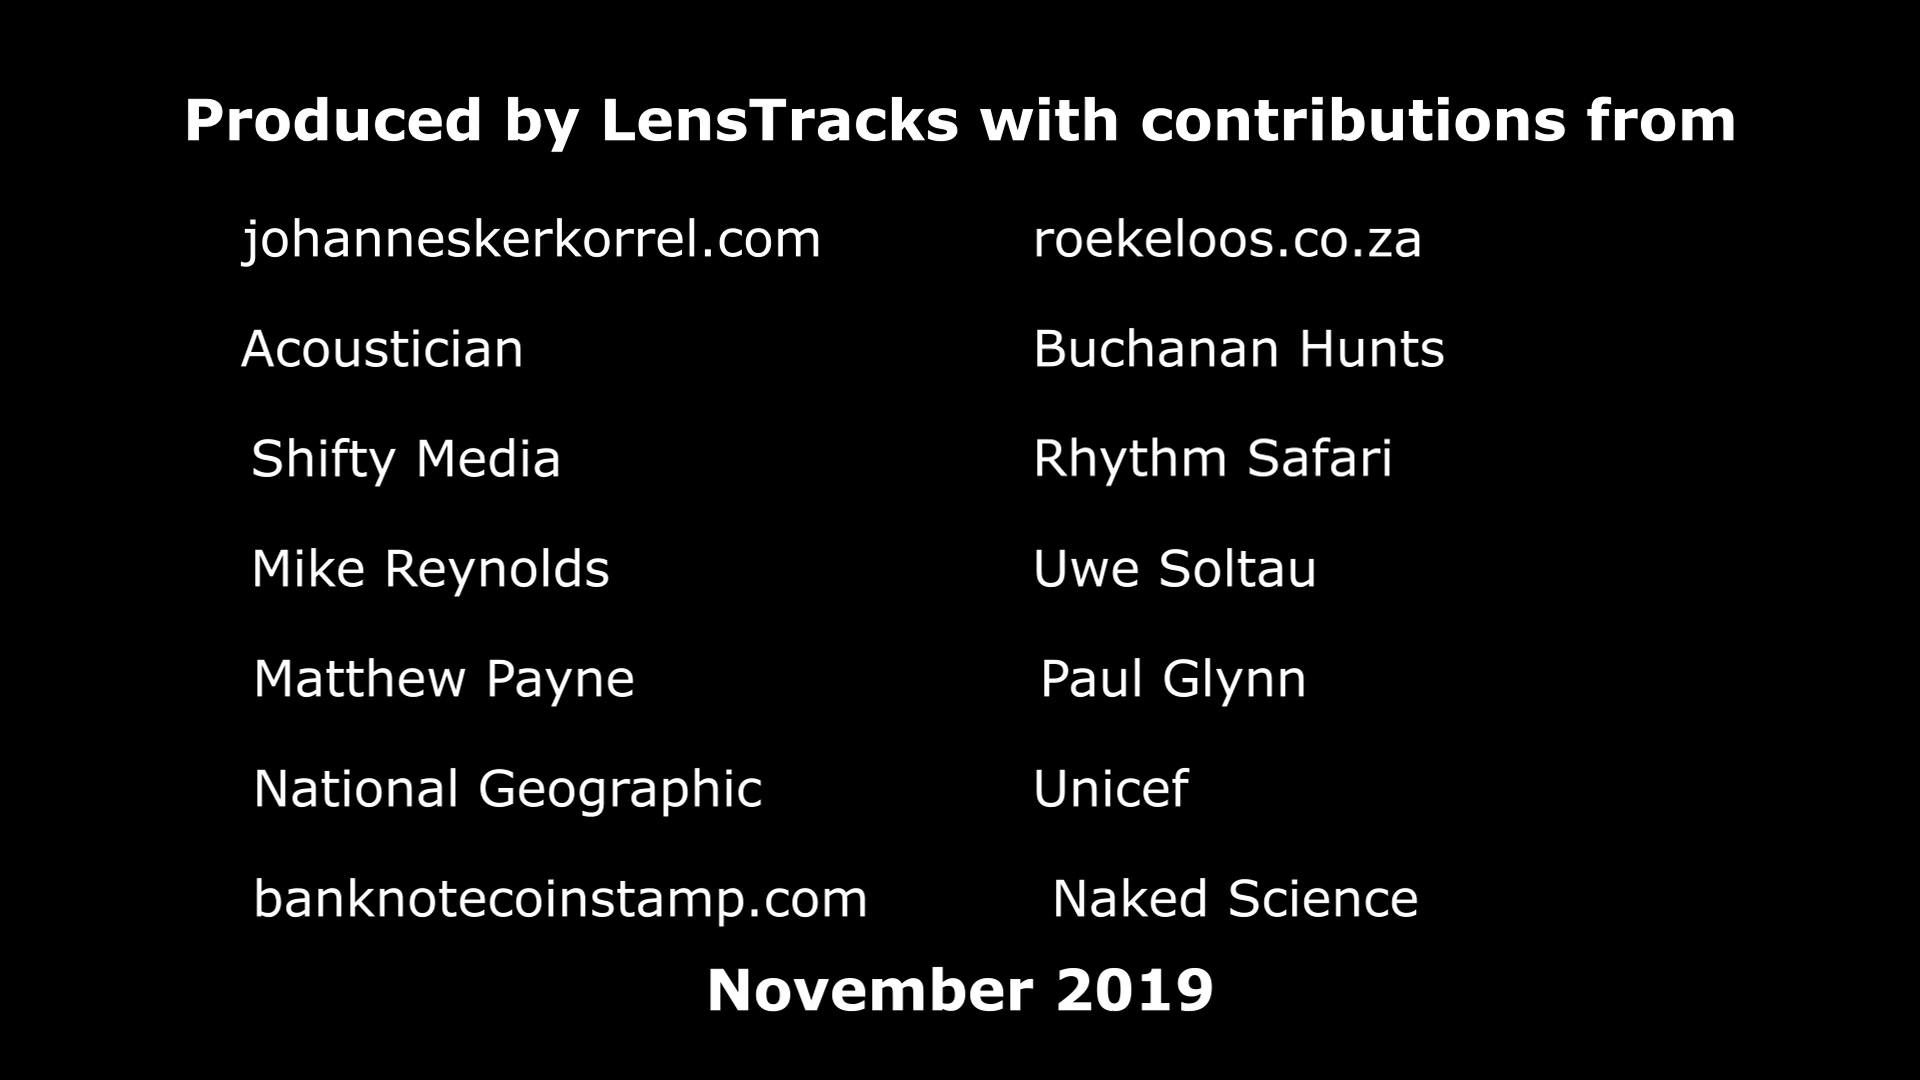 Produced by LensTracks with contributions from
johanneskerkorrel.com
roekeloos.co.za
Acoustician
Buchanan Hunts
Shifty Media
Rhythm Safari
Mike Reynolds
Uwe Soltau
Matthew Payne
Paul Glynn
National Geographic
Unicef
banknotecoinstamp.com
Naked Science
November 2019